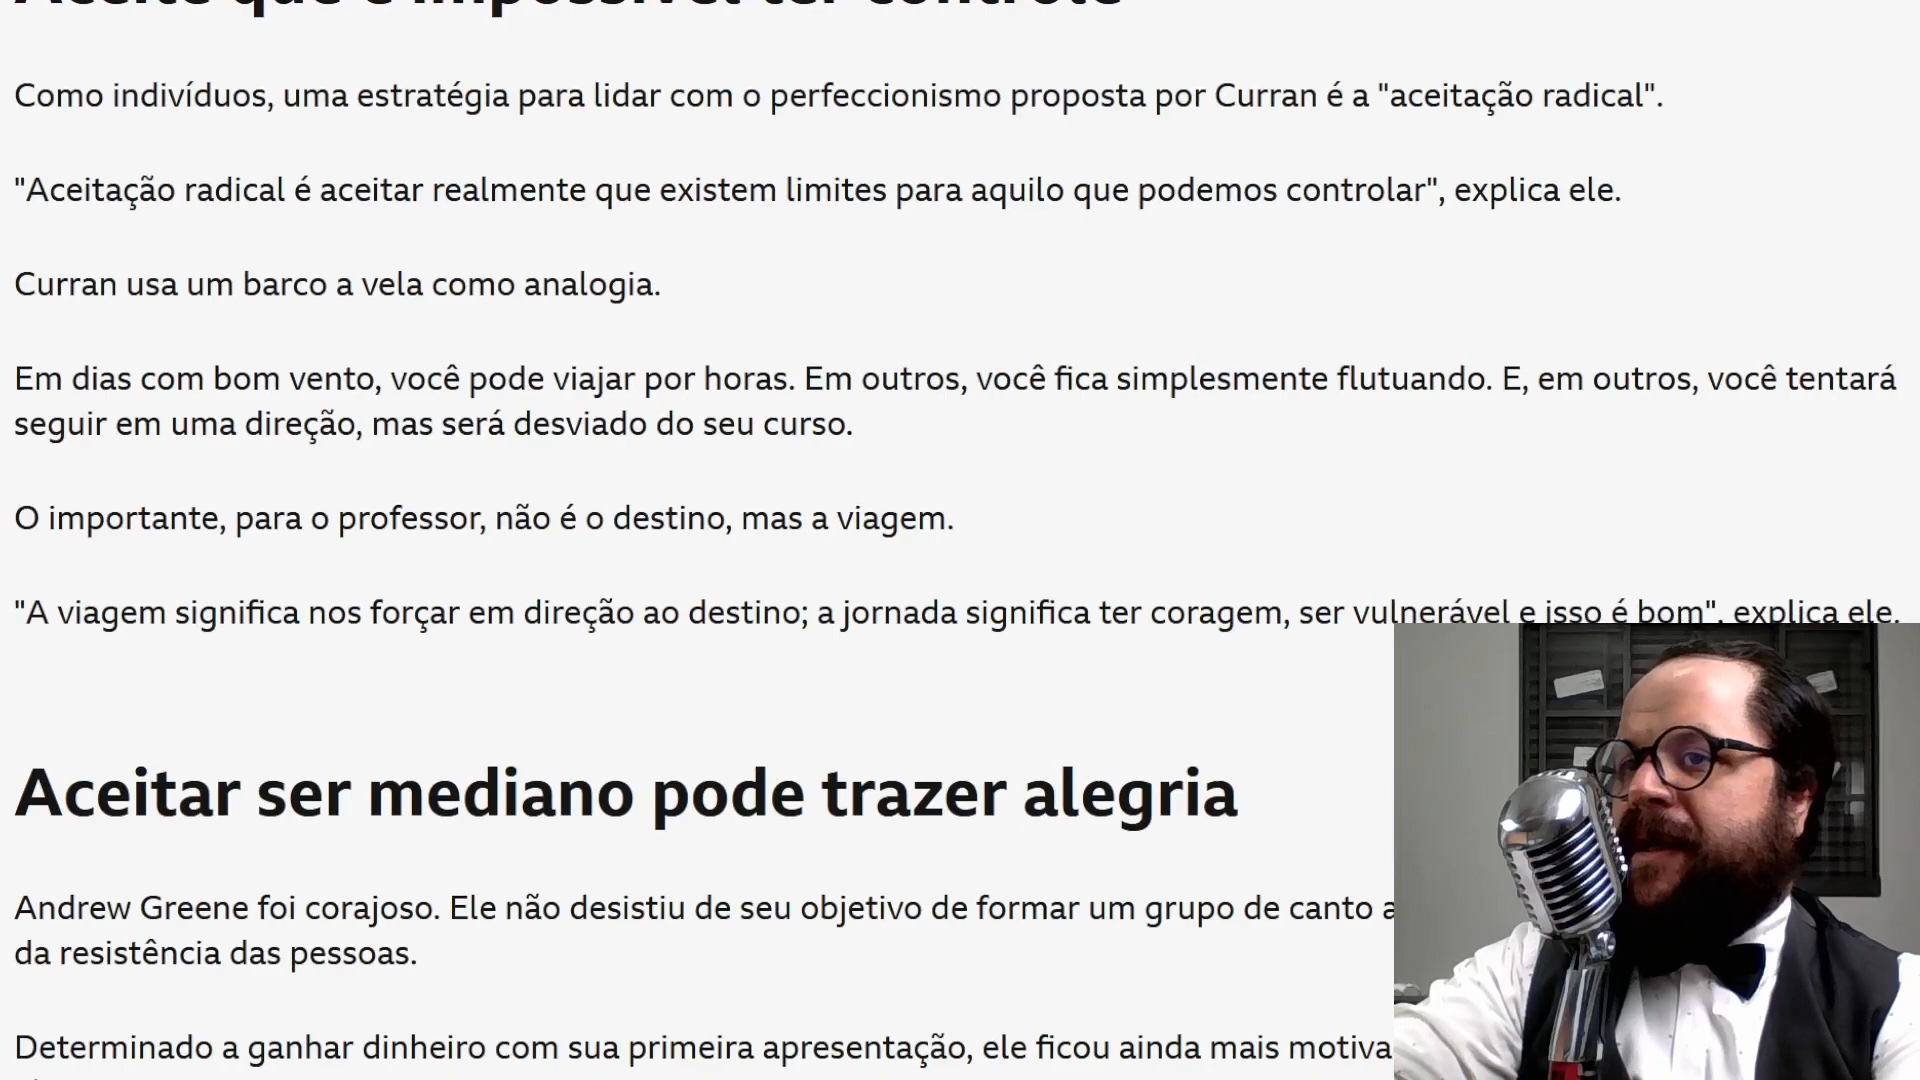 Aceite que é impossível ter controle
Como indivíduos, uma estratégia para lidar com o perfeccionismo proposta por Curran é a "aceitação radical".
"Aceitação radical é aceitar realmente que existem limites para aquilo que podemos controlar", explica ele.
Curran usa um barco a vela como analogia.
Em dias com bom vento, você pode viajar por horas. Em outros, você fica simplesmente flutuando. E, em outros, você tentará
seguir em uma direção, mas será desviado do seu curso.
O importante, para o professor, não é o destino, mas a viagem.
"A viagem significa nos forçar em direção ao destino; a jornada significa ter coragem, ser vulnerável e isso é bom", explica ele.
Aceitar ser mediano pode trazer alegria
Andrew Greene foi corajoso. Ele não desistiu de seu objetivo de formar um grupo de canto
da resistência das pessoas.
Determinado a ganhar dinheiro com sua primeira apresentação, ele ficou ainda mais